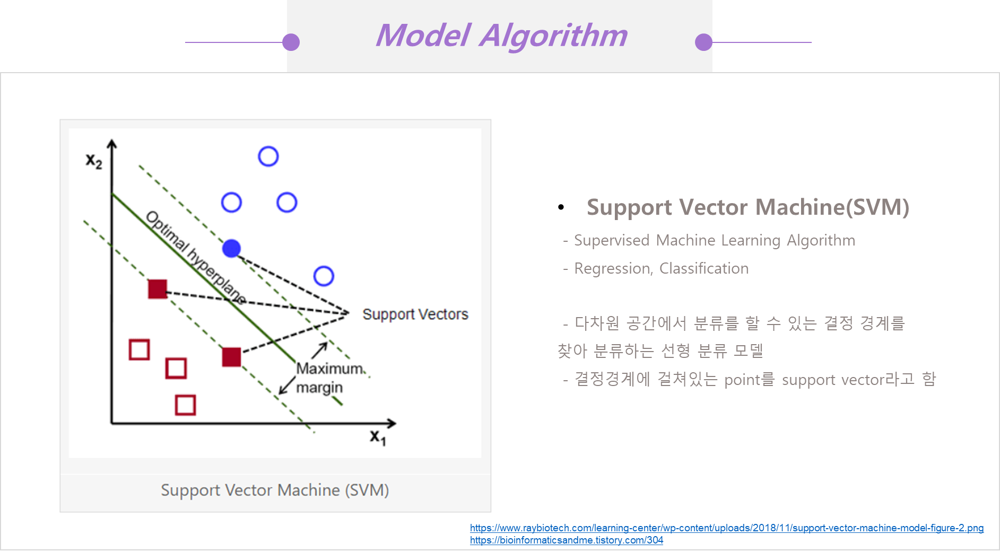 Model Algorithm
x2
Optimal hyperplane
Support Vectors
Maximum
margin
x1
Support Vector Machine (SVM)
• Support Vector Machine(SVM)
- Supervised Machine Learning Algorithm
- Regression, Classification
- 다차원 공간에서 분류를 할 수 있는 결정 경계를
찾아 분류하는 선형 분류 모델
- 결정경계에 걸쳐있는 point를 support vector라고 함
https://www.raybiotech.com/learning-center/wp-content/uploads/2018/11/support-vector-machine-model-figure-2.png
https://bioinformaticsandme.tistory.com/304